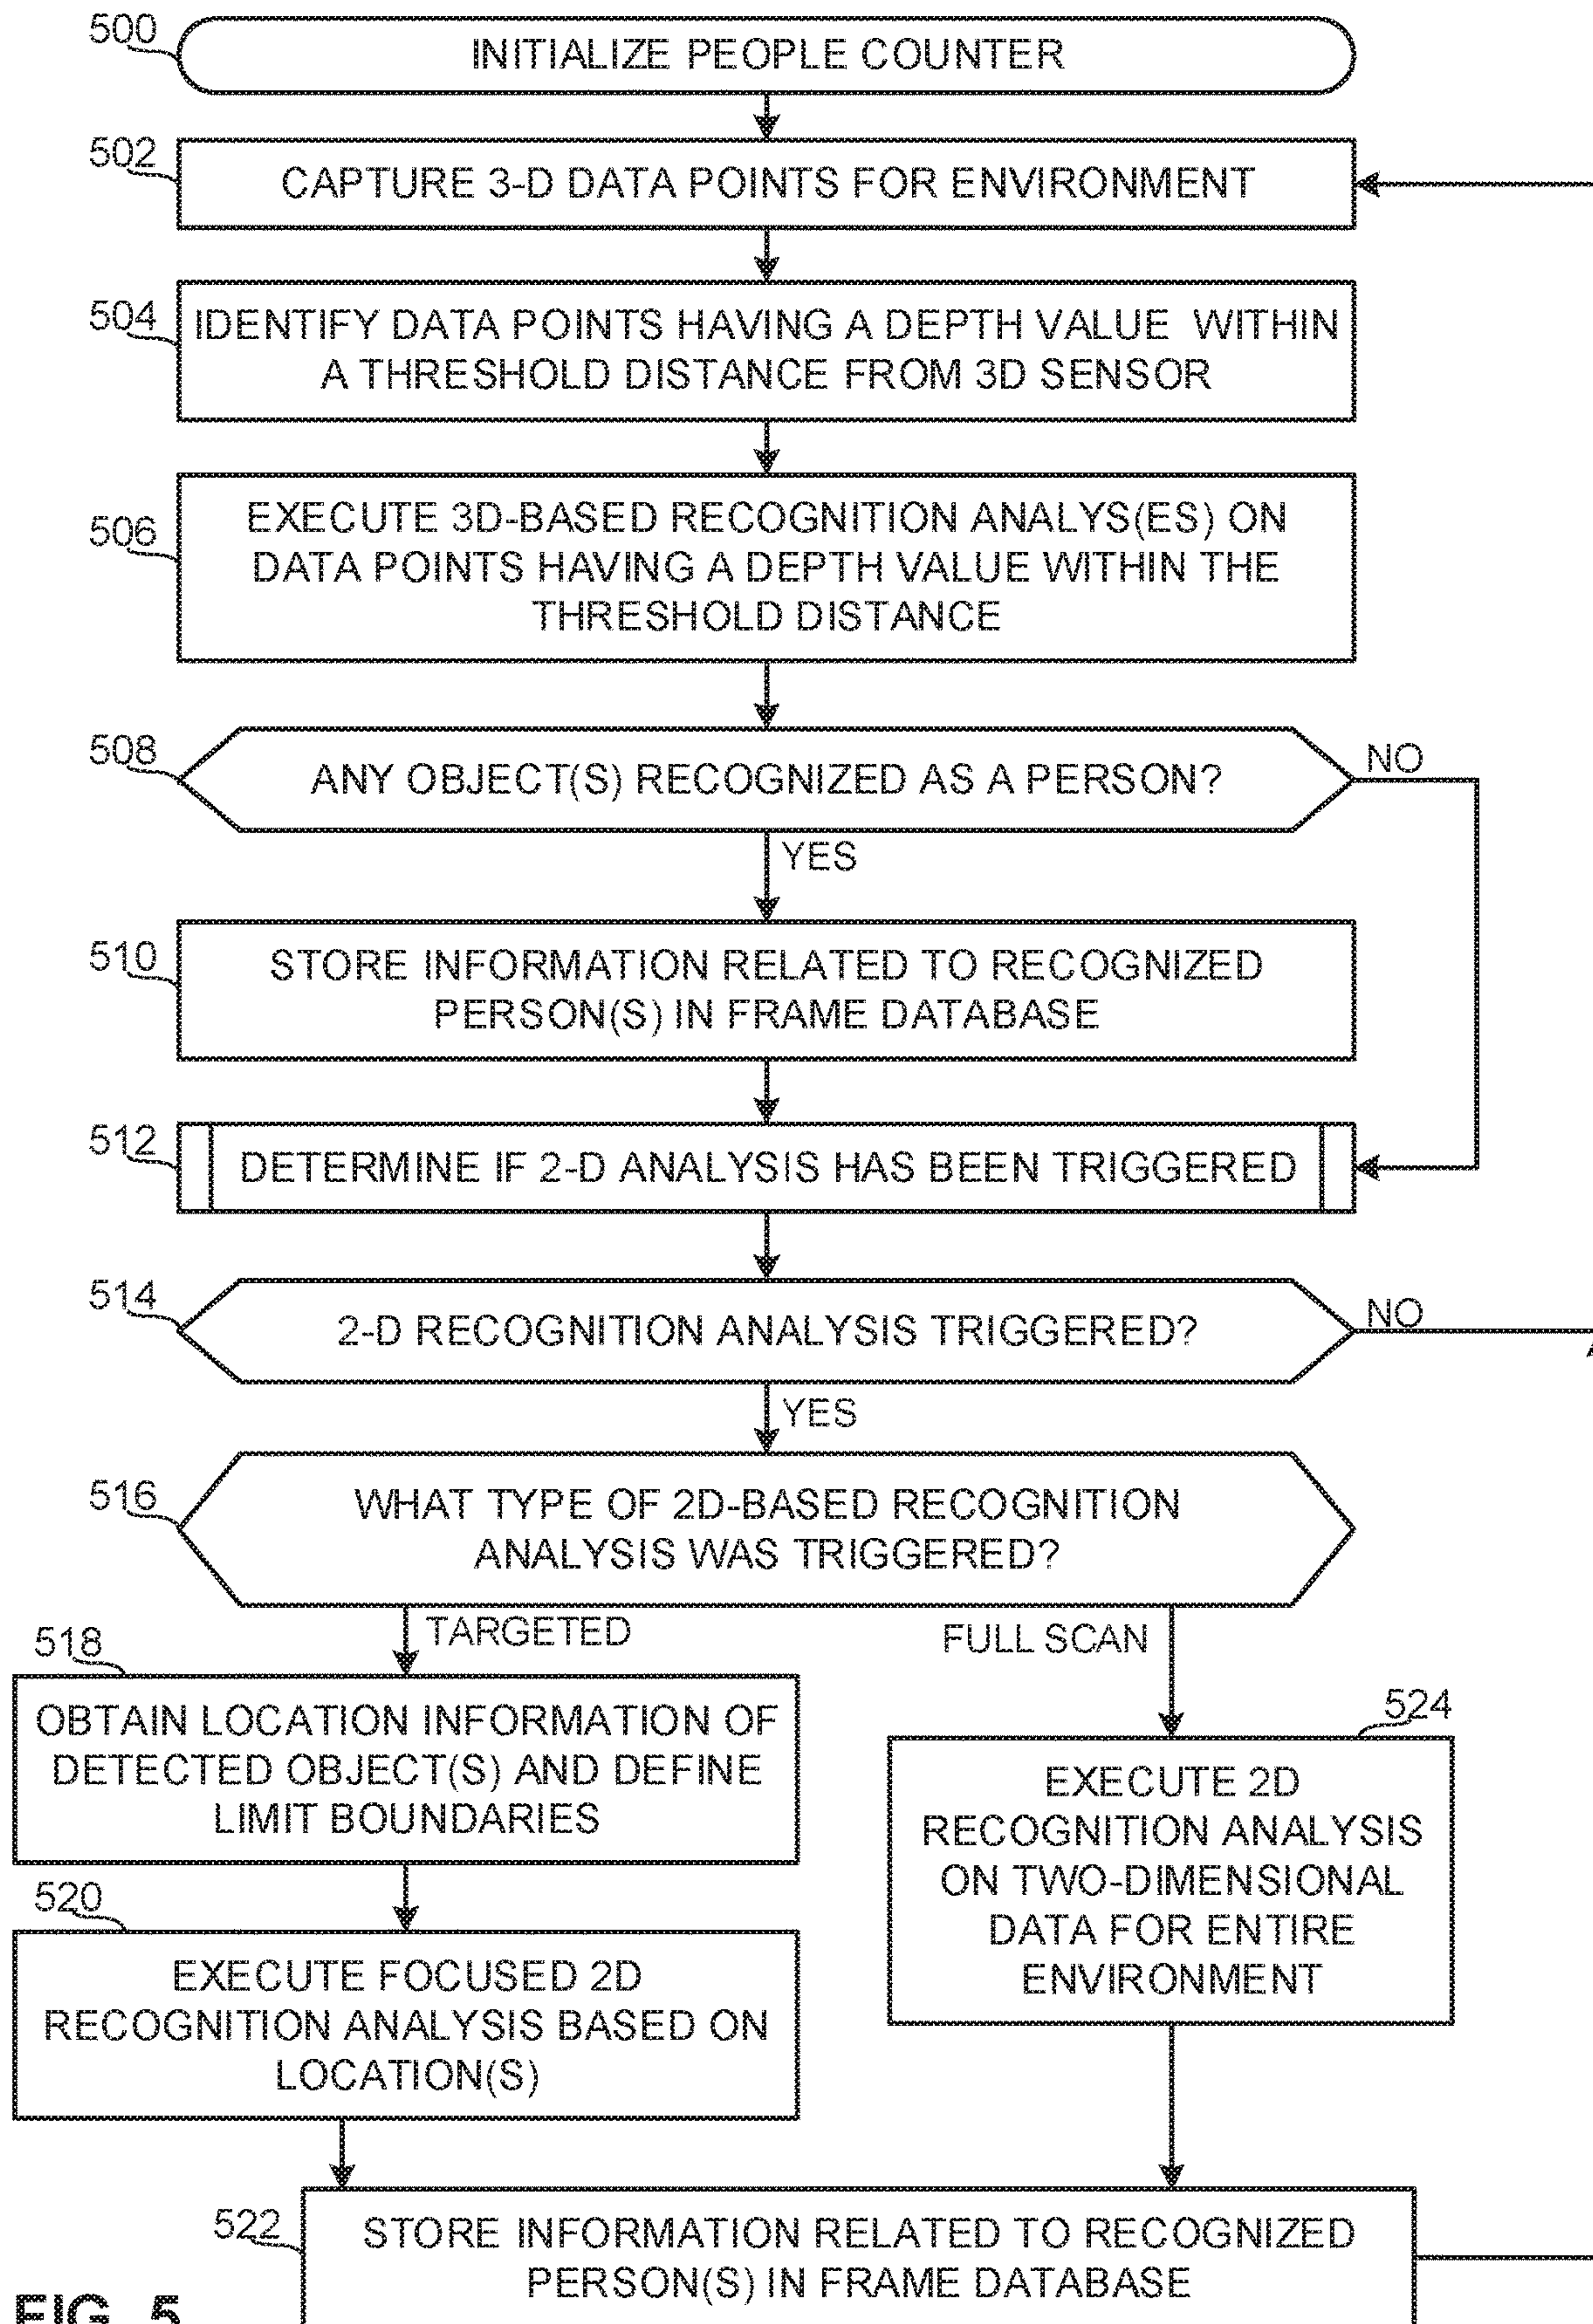 500
INITIALIZE PEOPLE COUNTER
502
CAPTURE 3-D DATA POINTS FOR ENVIRONMENT
504
IDENTIFY DATA POINTS HAVING A DEPTH VALUE WITHIN
A THRESHOLD DISTANCE FROM 3D SENSOR
506
EXECUTE 3D-BASED RECOGNITION ANALYS(ES) ON
DATA POINTS HAVING A DEPTH VALUE WITHIN THE
THRESHOLD DISTANCE
508
ANY OBJECT(S) RECOGNIZED AS A PERSON?
NO
YES
510
STORE INFORMATION RELATED TO RECOGNIZED
PERSON(S) IN FRAME DATABASE
512
DETERMINE IF 2-D ANALYSIS HAS BEEN TRIGGERED
514
2-D RECOGNITION ANALYSIS TRIGGERED?
NO
YES
516
WHAT TYPE OF 2D-BASED RECOGNITION
ANALYSIS WAS TRIGGERED?
TARGETED
FULL SCAN
518
OBTAIN LOCATION INFORMATION OF
DETECTED OBJECT(S) AND DEFINE
LIMIT BOUNDARIES
520
EXECUTE FOCUSED 2D
RECOGNITION ANALYSIS BASED ON
LOCATION(S)
524
EXECUTE 2D
RECOGNITION ANALYSIS
ON TWO-DIMENSIONAL
DATA FOR ENTIRE
ENVIRONMENT
522
STORE INFORMATION RELATED TO RECOGNIZED
PERSON(S) IN FRAME DATABASE
FIG. 5